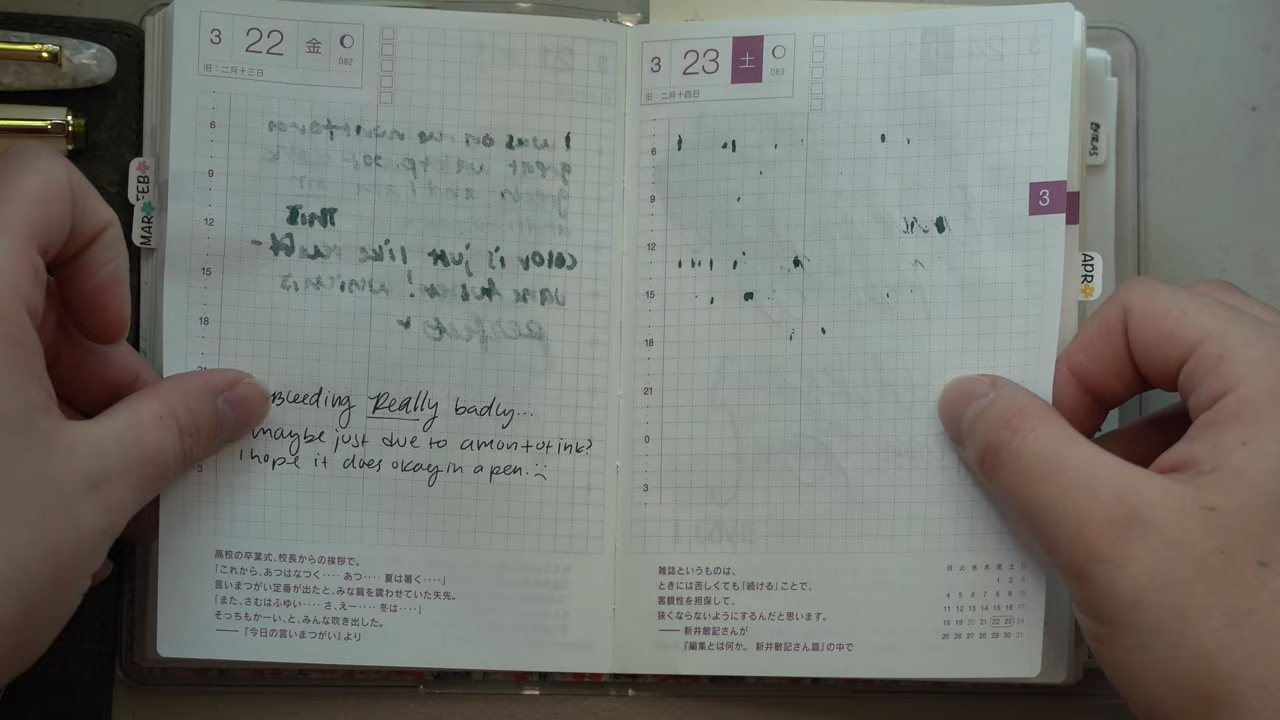 3 22 金 082
旧：二月十三日
6
9
12
15
18
21
3
Bleeding Really badly...
maybe just due to amont of ink?
I hope it does okay in a pen. :(
高校の卒業式、校長からの挨拶で。
「これから、あつはなつく‥‥ あつ‥‥ 夏は暑く‥‥」
言いまつがい定番が出たと、みな肩を震わせていた矢先。
「また、さむはふゆい‥‥ さ、え〜‥‥ 冬は‥‥」
そっちもかーい、と、みんな吹き出した。
——『今日の言いまつがい』より
3 23 土 083
旧：二月十四日
6
9
12
15
18
21
0
3
雑誌というものは、
ときには苦しくても「続ける」ことで、
客観性を担保して、
狭くならないようにするんだと思います。
—— 新井敏記さんが
『編集とは何か。 新井敏記さん篇』の中で
月 火 水 木 金 土 日
1 2 3
4 5 6 7 8 9 10
11 12 13 14 15 16 17
18 19 20 21 22 23 24
25 26 27 28 29 30 31
FEB
MAR
3
APR